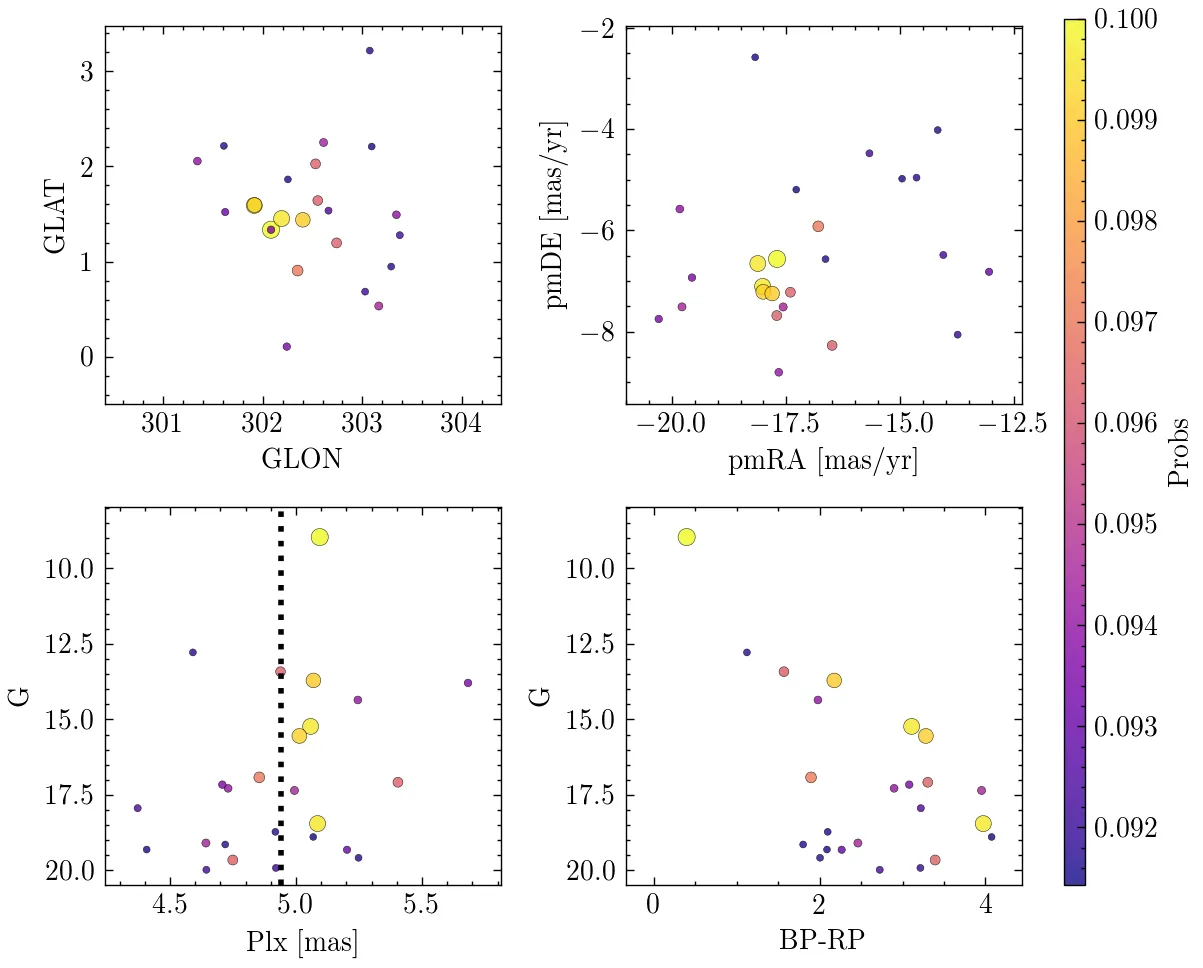 3
2
1
0
GLAT
301 302 303 304
GLON
−2
−4
−6
−8
pmDE [mas/yr]
−20.0 −17.5 −15.0 −12.5
pmRA [mas/yr]
10.0
12.5
15.0
17.5
20.0
G
4.5 5.0 5.5
Plx [mas]
10.0
12.5
15.0
17.5
20.0
G
0 2 4
BP-RP
0.100
0.099
0.098
0.097
0.096
0.095
0.094
0.093
0.092
Probs